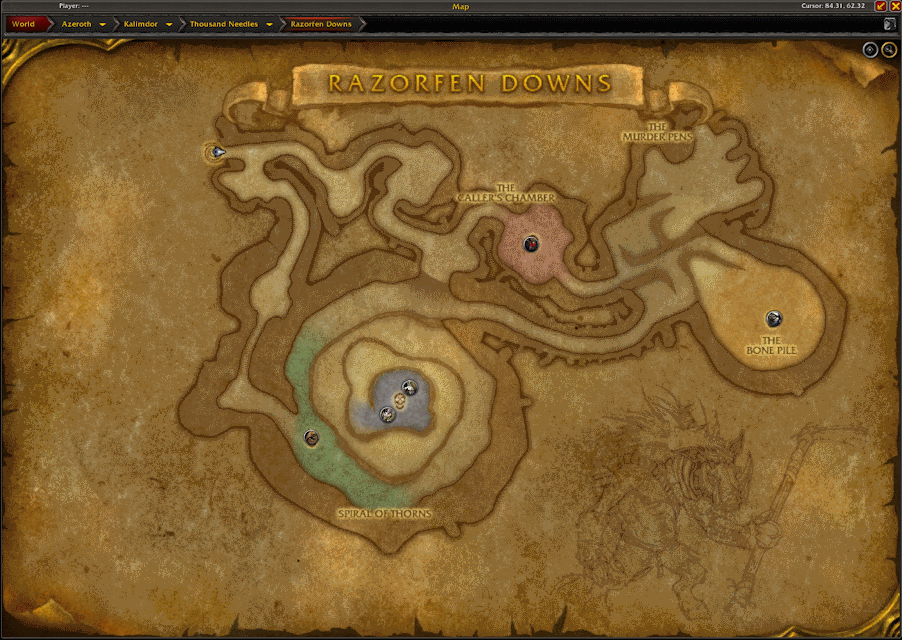 Player: ---
Map
Cursor: 84.31, 62.32
World
Azeroth
Kalimdor
Thousand Needles
Razorfen Downs
RAZORFEN DOWNS
THE
MURDER PENS
THE
CALLER'S CHAMBER
THE
BONE PILE
SPIRAL OF THORNS